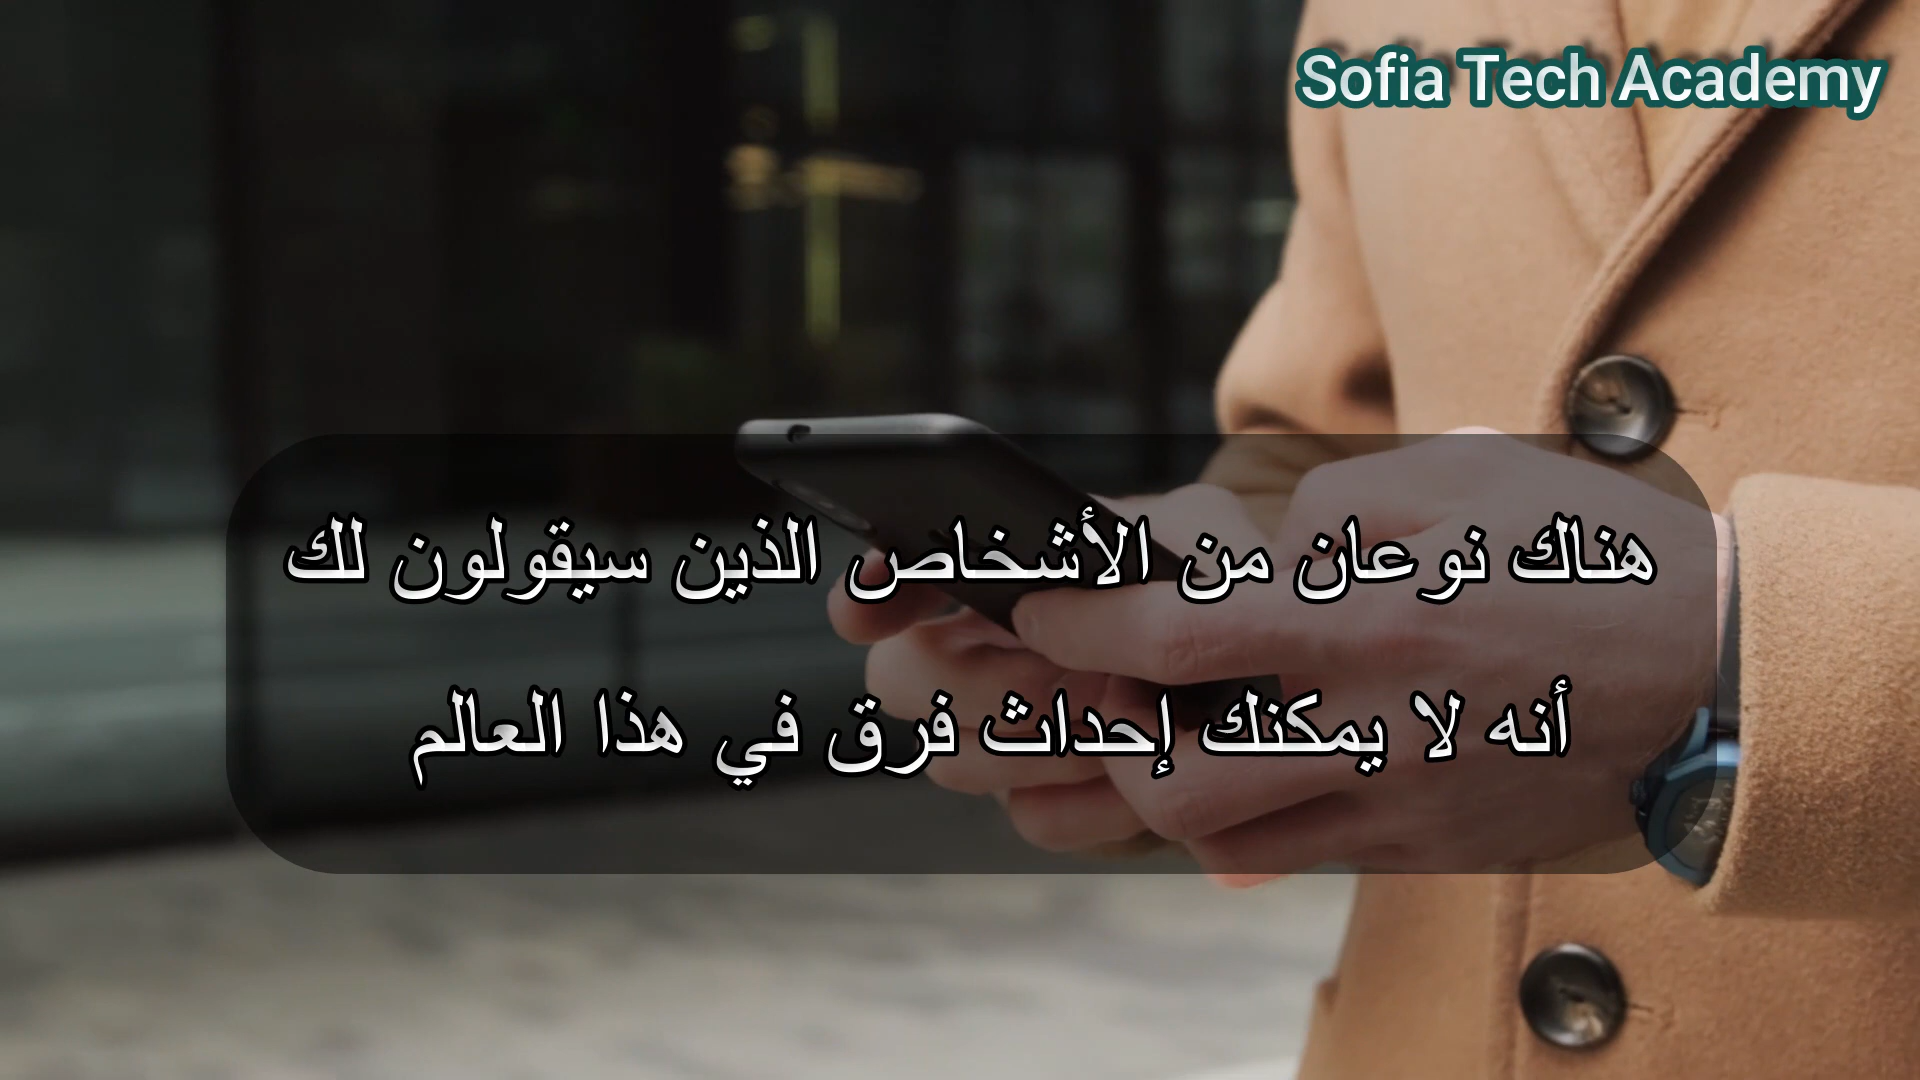 Sofia Tech Academy
هناك نوعان من الأشخاص الذين سيقولون لك
أنه لا يمكنك إحداث فرق في هذا العالم